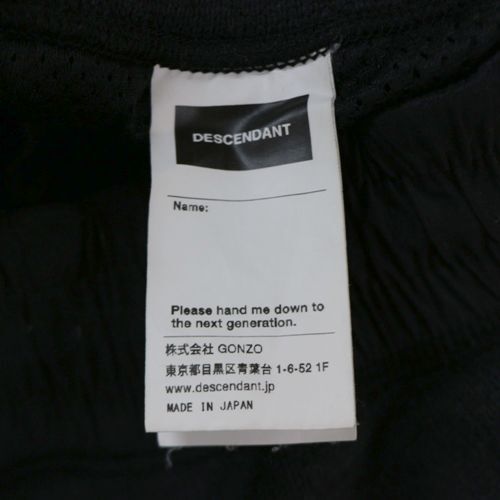 DESCENDANT
Name:
Please hand me down to
the next generation.
株式会社 GONZO
東京都目黒区青葉台 1-6-52 1F
www.descendant.jp
MADE IN JAPAN